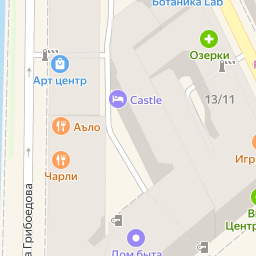 Ботаника Lab
Озерки
Арт центр
Castle
13/11
Аъло
Игр
Чарли
а Грибоедова
В
Центр
Дом быта